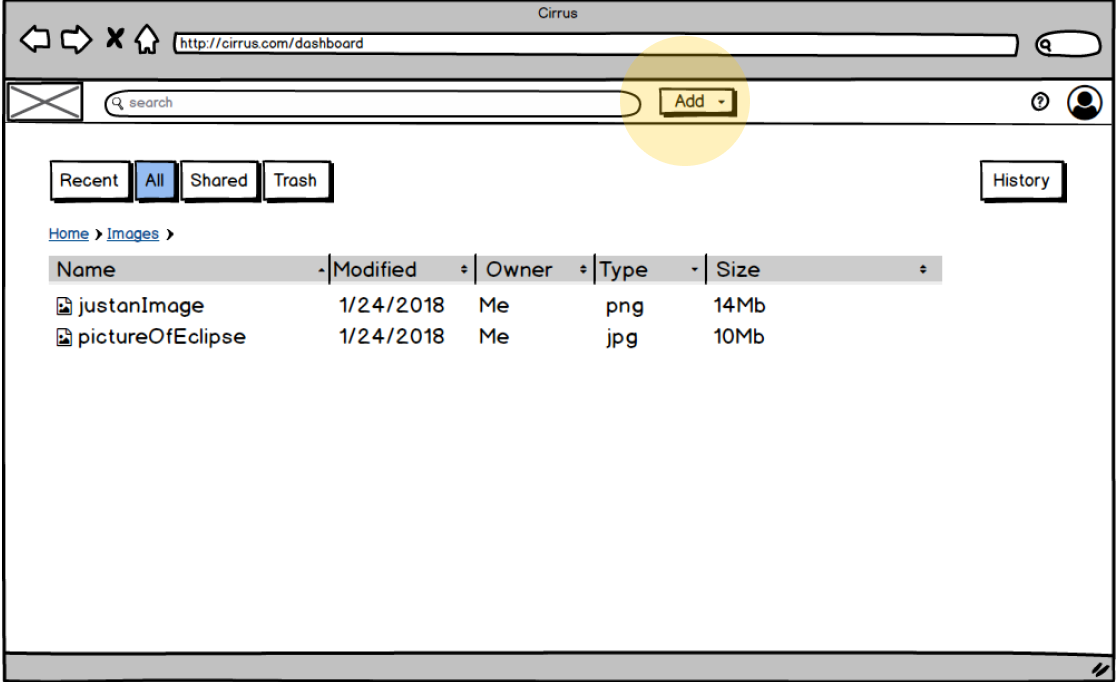 Cirrus
http://cirrus.com/dashboard
search
Add
Recent All Shared Trash History
Home Images
Name Modified Owner Type Size
justanImage 1/24/2018 Me png 14Mb
pictureOfEclipse 1/24/2018 Me jpg 10Mb